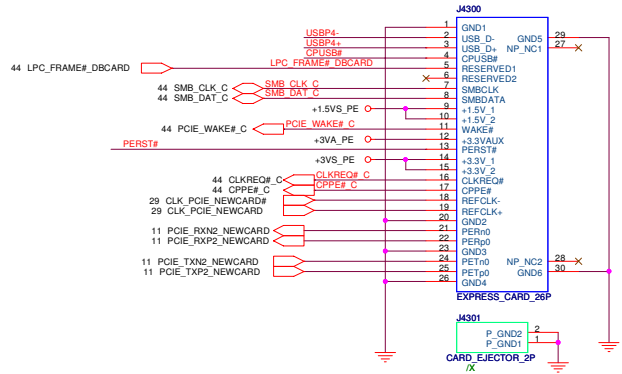 J4300
USBP4- 1 GND1
USBP4+ 2 USB_D- GND5 29
CPUSB# 3 USB_D+ NP_NC1 27
4 CPUSB#
44 LPC_FRAME#_DBCARD LPC_FRAME#_DBCARD 5 RESERVED1
6 RESERVED2
44 SMB_CLK_C SMB_CLK_C 7 SMBCLK
44 SMB_DAT_C SMB_DAT_C 8 SMBDATA
+1.5VS_PE 9 +1.5V_1
10 +1.5V_2
44 PCIE_WAKE#_C PCIE_WAKE#_C 11 WAKE#
+3VA_PE 12 +3.3VAUX
PERST# 13 PERST#
+3VS_PE 14 +3.3V_1
15 +3.3V_2
44 CLKREQ#_C CLKREQ#_C 16 CLKREQ#
44 CPPE#_C CPPE#_C 17 CPPE#
29 CLK_PCIE_NEWCARD# 18 REFCLK-
29 CLK_PCIE_NEWCARD 19 REFCLK+
20 GND2
11 PCIE_RXN2_NEWCARD 21 PERn0
11 PCIE_RXP2_NEWCARD 22 PERp0
23 GND3
11 PCIE_TXN2_NEWCARD 24 PETn0 NP_NC2 28
11 PCIE_TXP2_NEWCARD 25 PETp0 GND6 30
26 GND4
EXPRESS_CARD_26P
J4301
P_GND2 2
P_GND1 1
CARD_EJECTOR_2P
/X